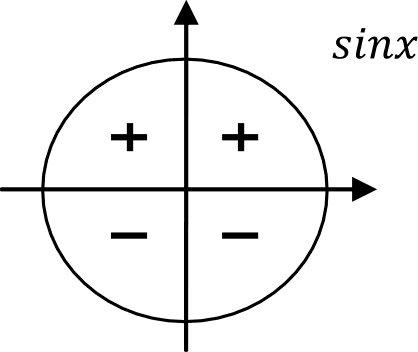 sinx
+ +
− −